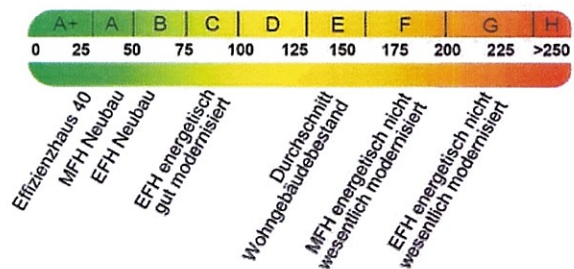 A+ A B C D E F G H
0 25 50 75 100 125 150 175 200 225 >250
Effizienzhaus 40
MFH Neubau
EFH Neubau
EFH energetisch
gut modernisiert
Durchschnitt
Wohngebäudebestand
MFH energetisch nicht
wesentlich modernisiert
EFH energetisch nicht
wesentlich modernisiert